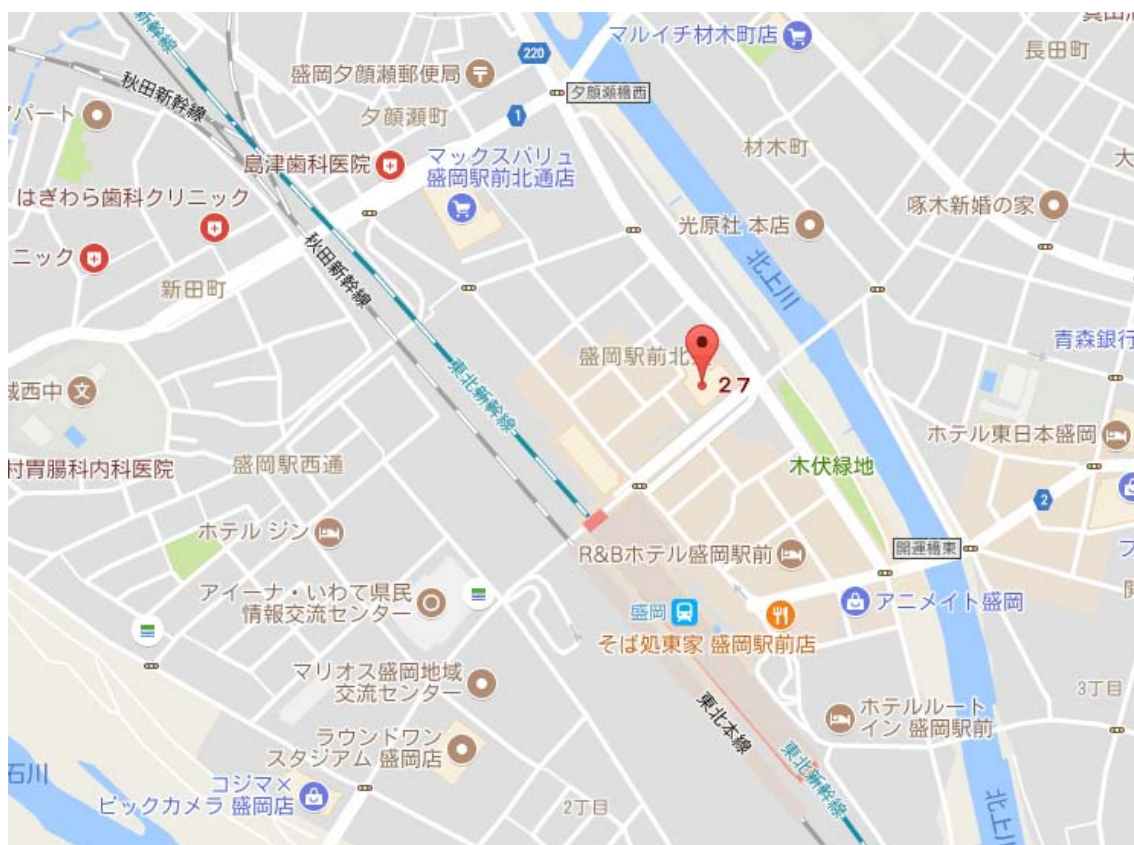 新幹線
220
マルイチ材木町店
長田町
秋田新幹線
盛岡夕顔瀬郵便局
夕顔瀬橋西
パート
夕顔瀬町
1
材木町
大
島津歯科医院
マックスバリュ
盛岡駅前北通店
はぎわら歯科クリニック
光原社 本店
啄木新婚の家
ニック
秋田新幹線
北上川
新田町
青森銀行
盛岡駅前北
27
東北新幹線
城西中
文
ホテル東日本盛岡
村胃腸科内科医院
盛岡駅西通
木伏緑地
2
ホテル ジン
R&Bホテル盛岡駅前
開運橋東
フ
アイーナ・いわて県民
情報交流センター
盛岡
アニメイト盛岡
そば処東家 盛岡駅前店
マリオス盛岡地域
交流センター
3丁目
東北本線
ホテルルート
イン 盛岡駅前
ラウンドワン
スタジアム 盛岡店
東北新幹線
石川
コジマ×
ビックカメラ 盛岡店
2丁目
北上川